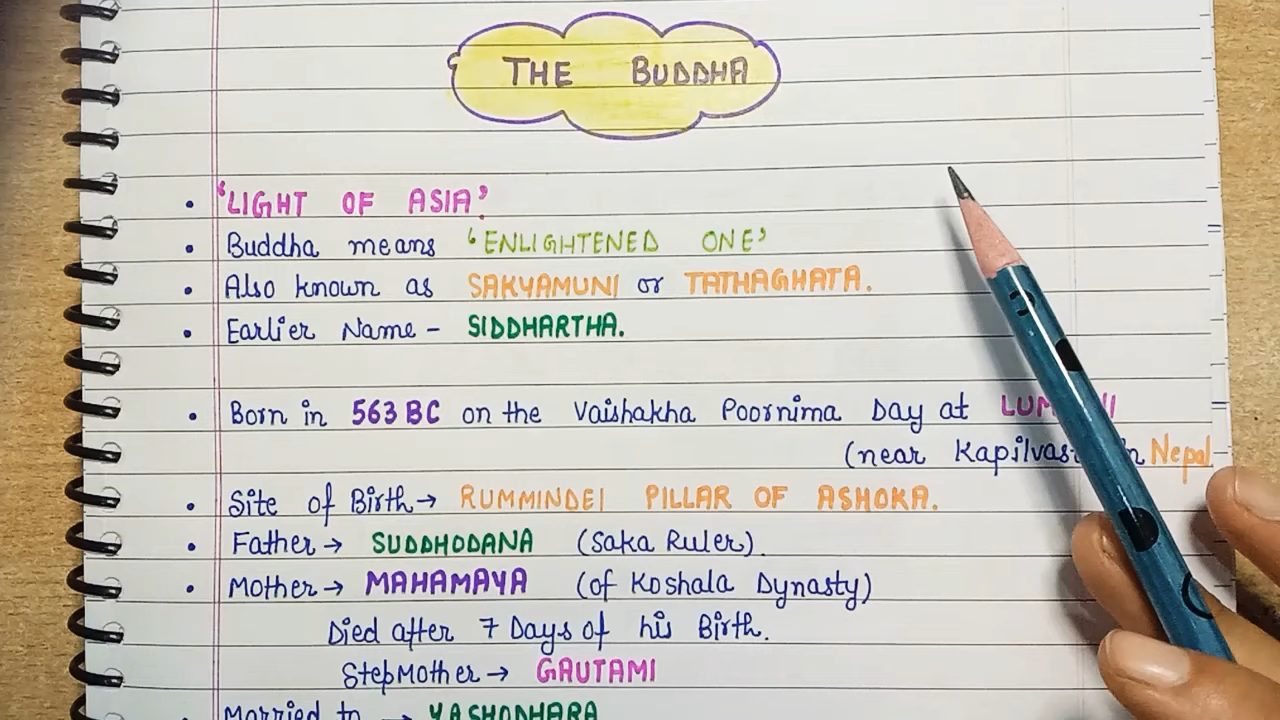 THE BUDDHA
• 'LIGHT OF ASIA'.
• Buddha means 'ENLIGHTENED ONE'
• Also known as SAKYAMUNI or TATHAGHATA.
• Earlier Name - SIDDHARTHA.
• Born in 563 BC on the Vaishakha Poornima Day at
(near Nepal
• Site of Birth → RUMMINDEI PILLAR OF ASHOKA.
• Father → SUDDHODANA (Saka Ruler).
• Mother → MAHAMAYA (of Koshala Dynasty)
Died after 7 Days of his Birth.
StepMother → GAUTAMI
• Married to → YASHODHARA